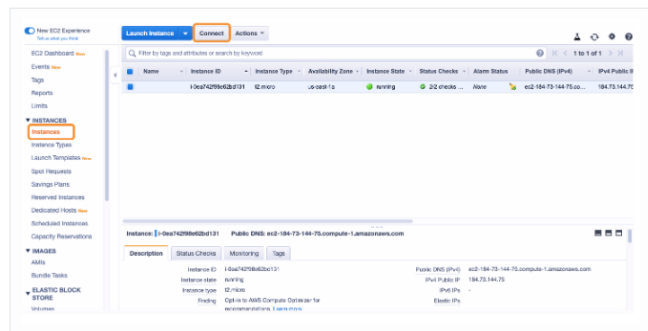 New EC2 Experience
Tell us what you think
Launch Instance Connect Actions
EC2 Dashboard New
Events New
Tags
Reports
Limits
INSTANCES
Instances
Instance Types
Launch Templates New
Spot Requests
Savings Plans
Reserved Instances
Dedicated Hosts New
Scheduled Instances
Capacity Reservations
IMAGES
AMIs
Bundle Tasks
ELASTIC BLOCK STORE
Volumes
Filter by tags and attributes or search by keyword
1 to 1 of 1
Name Instance ID Instance Type Availability Zone Instance State Status Checks Alarm Status Public DNS (IPv4) IPv4 Public
i-0ea742f98e62bd131 t2.micro us-east-1a running 2/2 checks ... None ec2-184-73-144-75.co... 184.73.144.75
Instance: i-0ea742f98e62bd131 Public DNS: ec2-184-73-144-75.compute-1.amazonaws.com
Description Status Checks Monitoring Tags
Instance ID i-0ea742f98e62bd131 Public DNS (IPv4) ec2-184-73-144-75.compute-1.amazonaws.com
Instance state running IPv4 Public IP 184.73.144.75
Instance type t2.micro IPv6 IPs -
Finding Opt-in to AWS Compute Optimizer for Elastic IPs
recommendations. Learn more